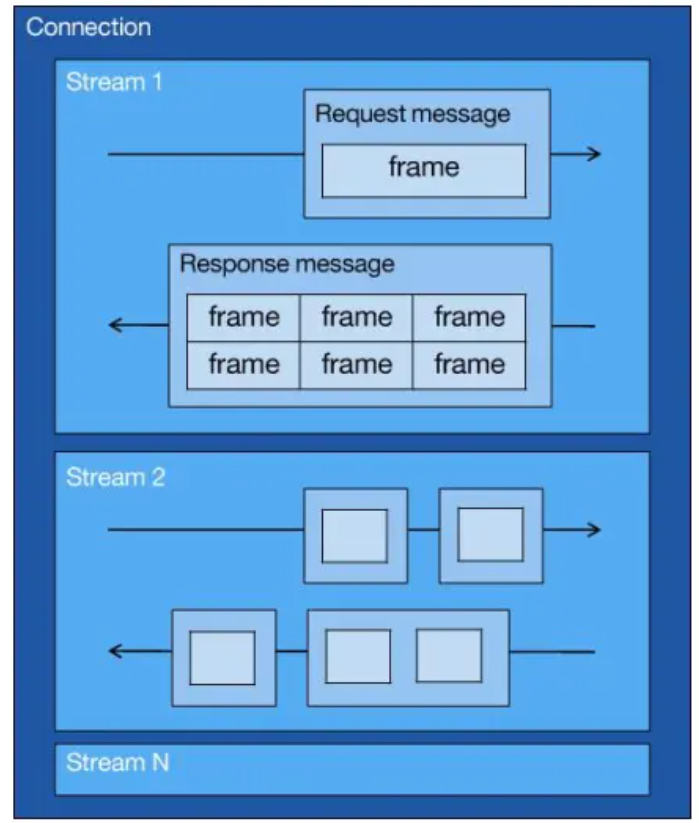 Connection
Stream 1
Request message
frame
Response message
frame frame frame
frame frame frame
Stream 2
Stream N